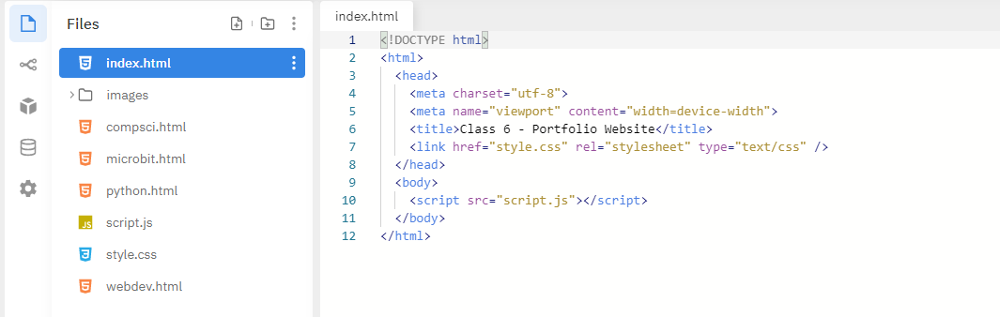 Files
index.html
images
compsci.html
microbit.html
python.html
JS script.js
style.css
webdev.html
index.html
1 <!DOCTYPE html>
2 <html>
3 <head>
4 <meta charset="utf-8">
5 <meta name="viewport" content="width=device-width">
6 <title>Class 6 - Portfolio Website</title>
7 <link href="style.css" rel="stylesheet" type="text/css" />
8 </head>
9 <body>
10 <script src="script.js"></script>
11 </body>
12 </html>